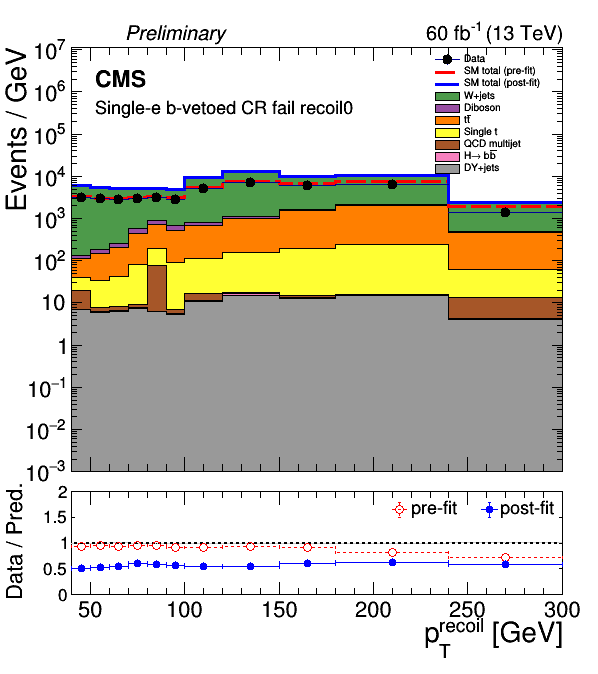 Preliminary 60 fb⁻¹ (13 TeV)
CMS
Single-e b-vetoed CR fail recoil0
Data
SM total (pre-fit)
SM total (post-fit)
W+jets
Diboson
tt̅
Single t
QCD multijet
H→ bb̅
DY+jets
Events / GeV
10⁷
10⁶
10⁵
10⁴
10³
10²
10
1
10⁻¹
10⁻²
10⁻³
pre-fit post-fit
Data / Pred.
2
1.5
1
0.5
0
50 100 150 200 250 300
p_T^recoil [GeV]